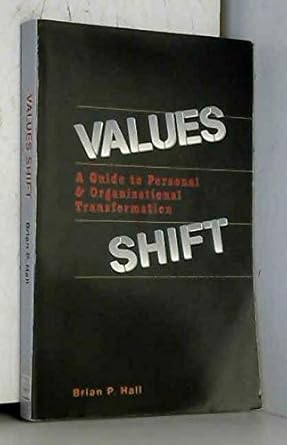 VALUES SHIFT
Brian P. Hall
VALUES
A Guide to Personal
& Organizational
Transformation
SHIFT
Brian P. Hall